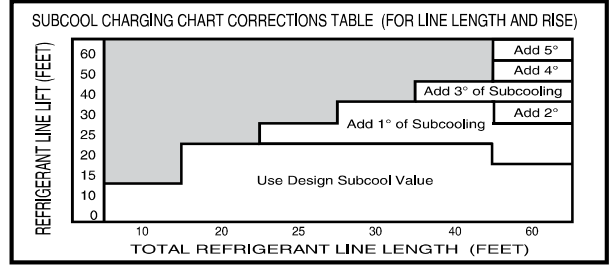 SUBCOOL CHARGING CHART CORRECTIONS TABLE (FOR LINE LENGTH AND RISE)
REFRIGERANT LINE LIFT (FEET)
60
50
40
30
25
20
15
10
0
Add 5°
Add 4°
Add 3° of Subcooling
Add 2°
Add 1° of Subcooling
Use Design Subcool Value
10 20 25 30 40 60
TOTAL REFRIGERANT LINE LENGTH (FEET)